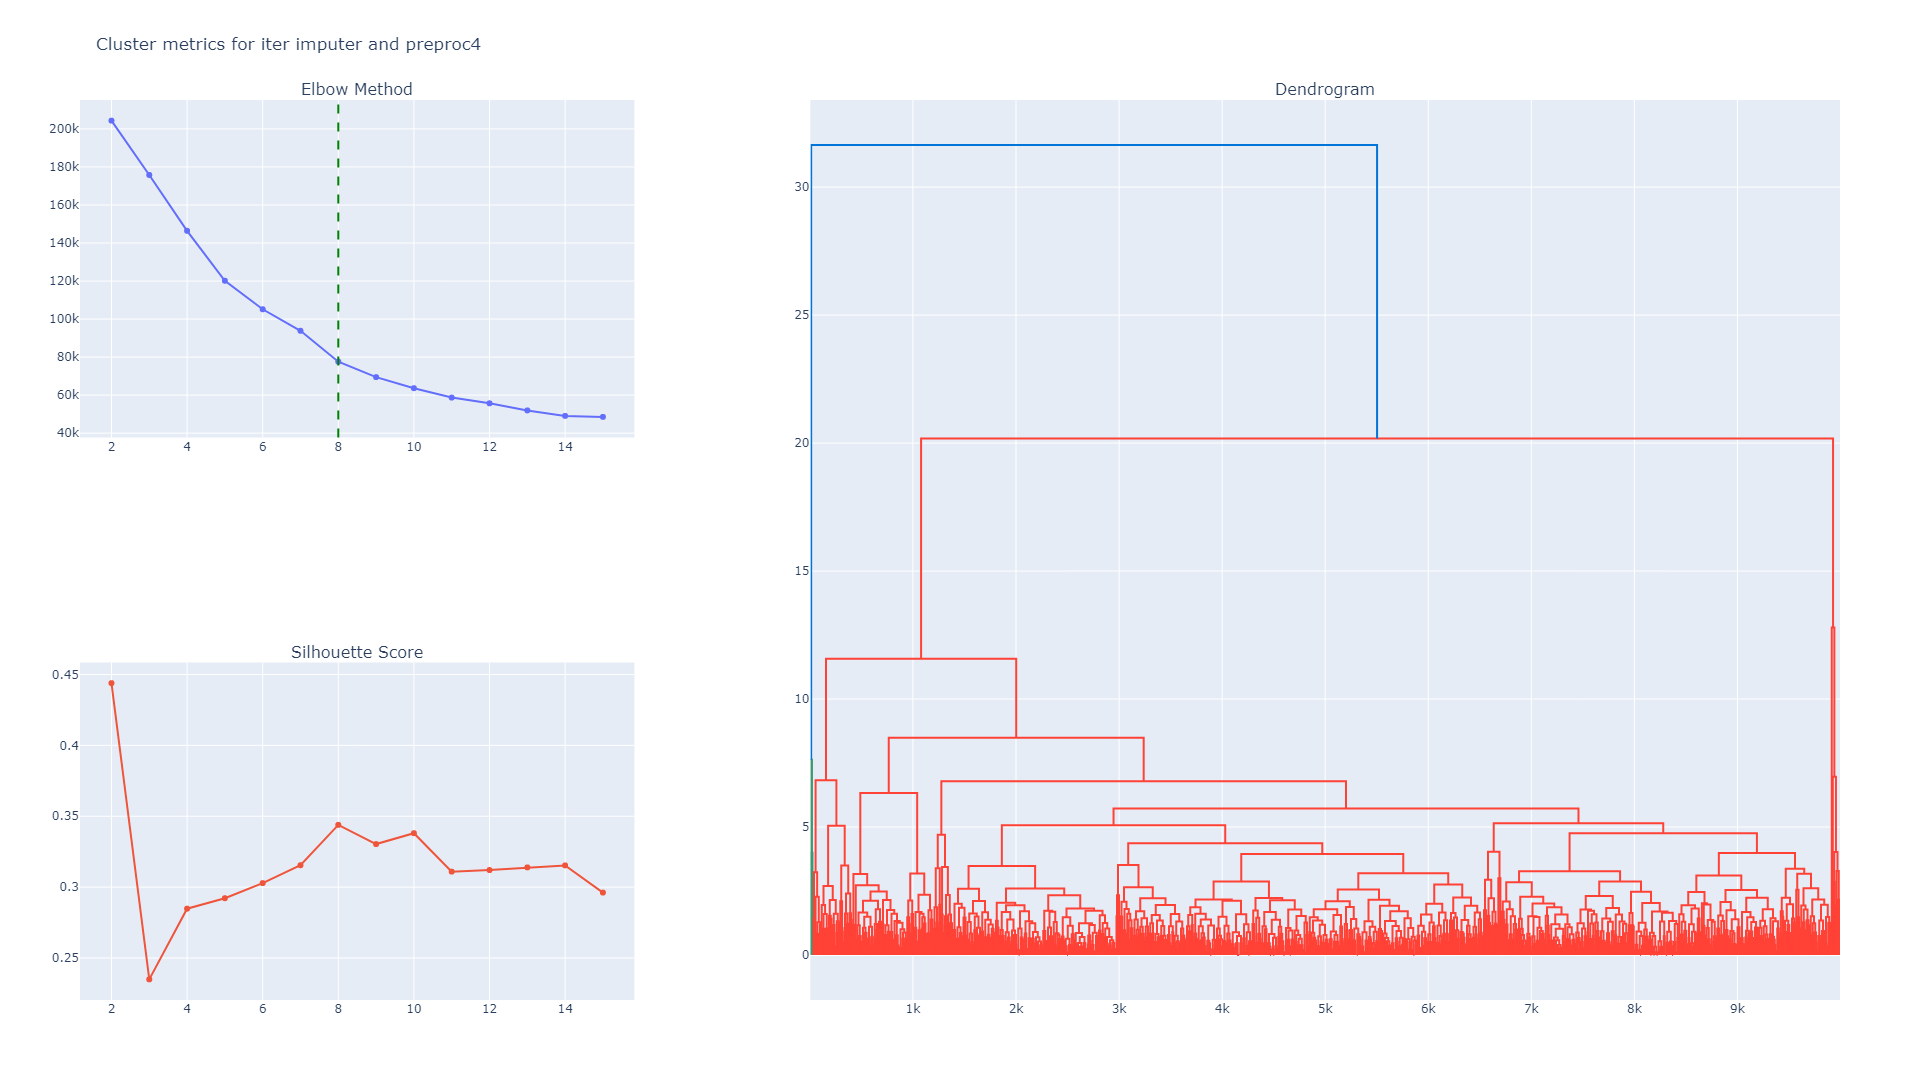 Cluster metrics for iter imputer and preproc4
Elbow Method
200k
180k
160k
140k
120k
100k
80k
60k
40k
2 4 6 8 10 12 14
Silhouette Score
0.45
0.4
0.35
0.3
0.25
2 4 6 8 10 12 14
Dendrogram
30
25
20
15
10
5
0
1k 2k 3k 4k 5k 6k 7k 8k 9k